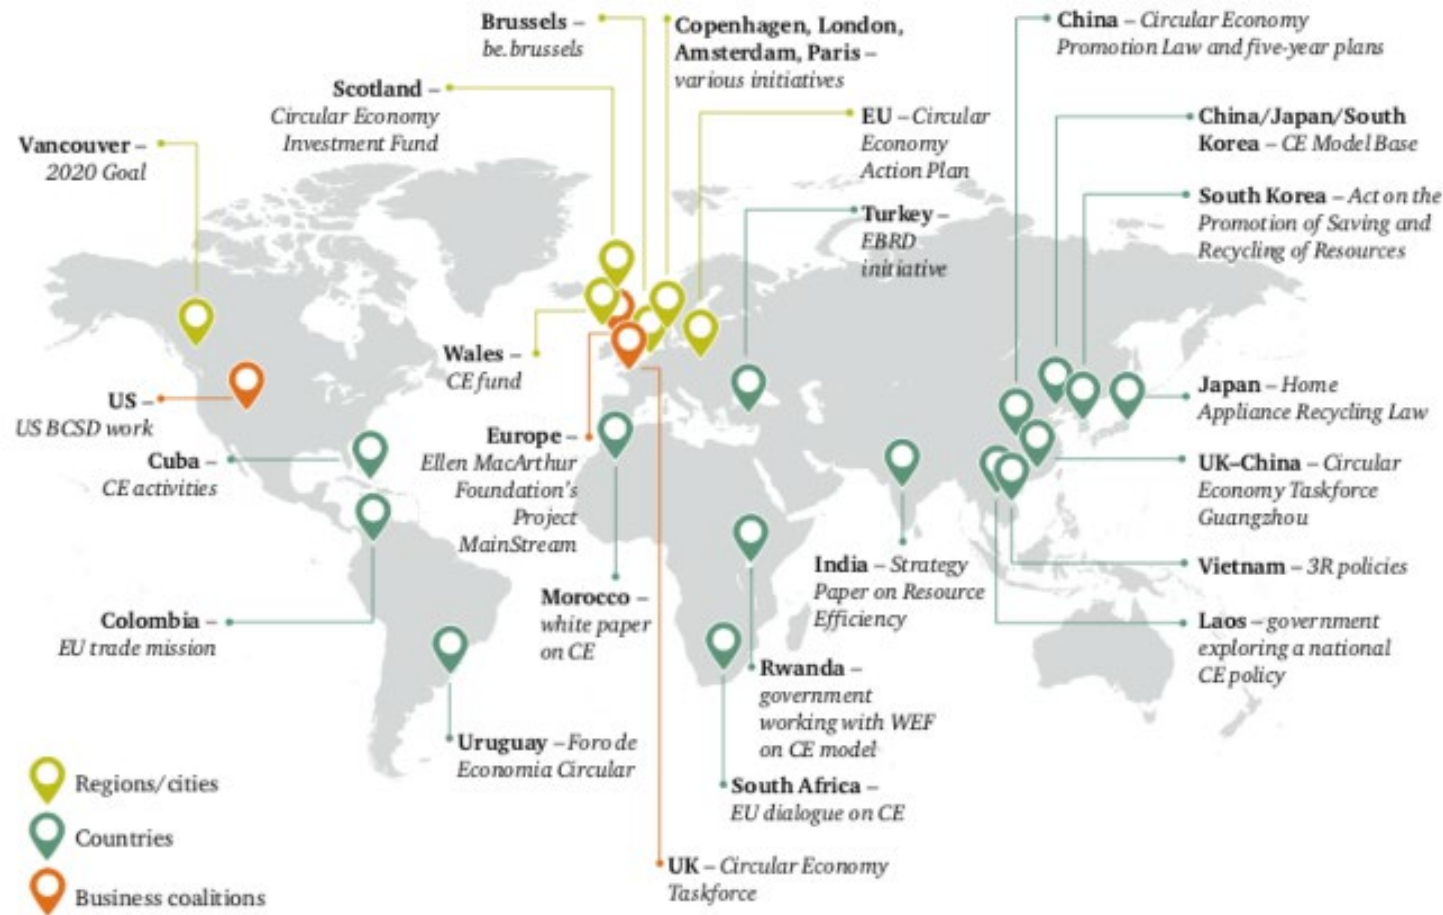 Brussels –
be.brussels
Copenhagen, London,
Amsterdam, Paris –
various initiatives
China – Circular Economy
Promotion Law and five-year plans
Scotland –
Circular Economy
Investment Fund
EU – Circular
Economy
Action Plan
China/Japan/South
Korea – CE Model Base
Vancouver –
2020 Goal
South Korea – Act on the
Promotion of Saving and
Recycling of Resources
Turkey –
EBRD
initiative
Wales –
CE fund
US –
US BCSD work
Japan – Home
Appliance Recycling Law
Cuba –
CE activities
Europe –
Ellen MacArthur
Foundation's
Project
MainStream
UK–China – Circular
Economy Taskforce
Guangzhou
India – Strategy
Paper on Resource
Efficiency
Vietnam – 3R policies
Morocco –
white paper
on CE
Colombia –
EU trade mission
Laos – government
exploring a national
CE policy
Rwanda –
government
working with WEF
on CE model
Uruguay – Foro de
Economia Circular
South Africa –
EU dialogue on CE
UK – Circular Economy
Taskforce
Regions/cities
Countries
Business coalitions